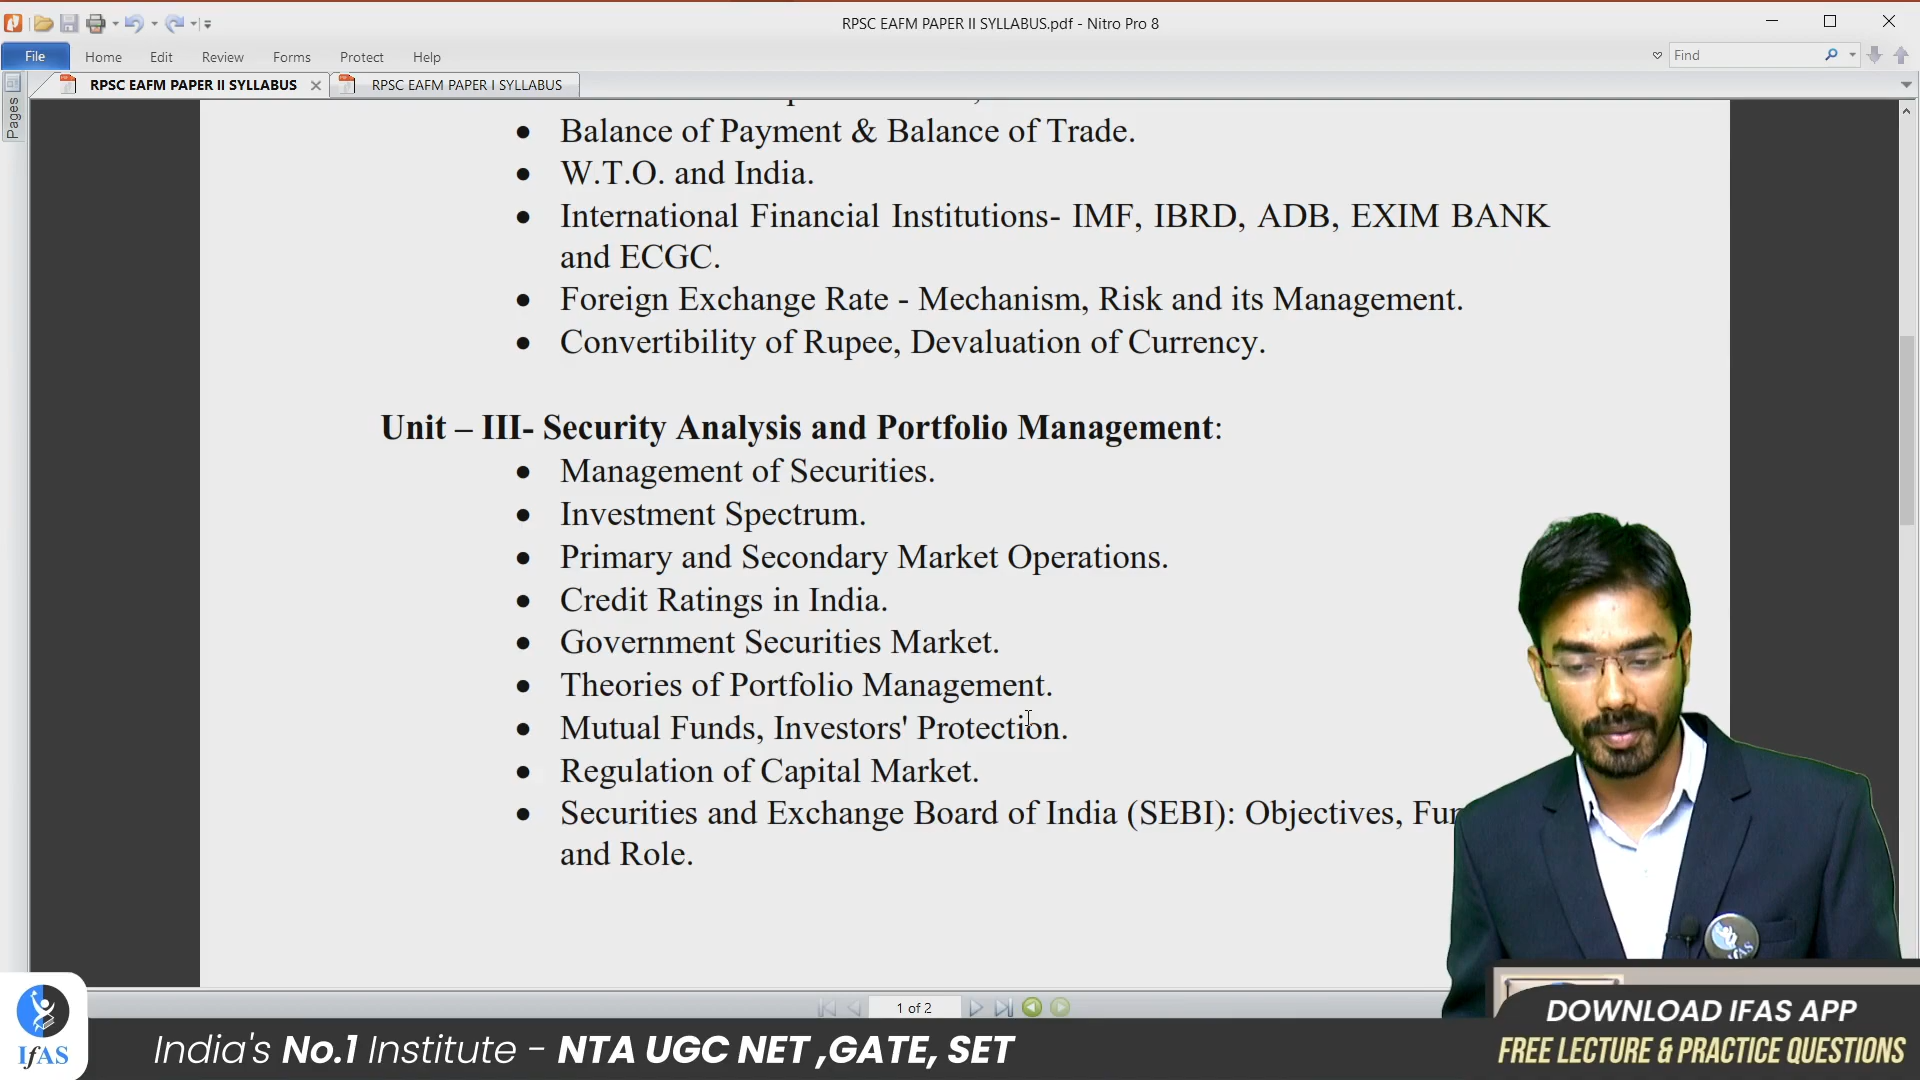 RPSC EAFM PAPER II SYLLABUS.pdf - Nitro Pro 8
File Home Edit Review Forms Protect Help
Find
RPSC EAFM PAPER II SYLLABUS
RPSC EAFM PAPER I SYLLABUS
Pages
• Balance of Payment & Balance of Trade.
• W.T.O. and India.
• International Financial Institutions- IMF, IBRD, ADB, EXIM BANK
and ECGC.
• Foreign Exchange Rate - Mechanism, Risk and its Management.
• Convertibility of Rupee, Devaluation of Currency.
Unit – III- Security Analysis and Portfolio Management:
• Management of Securities.
• Investment Spectrum.
• Primary and Secondary Market Operations.
• Credit Ratings in India.
• Government Securities Market.
• Theories of Portfolio Management.
• Mutual Funds, Investors' Protection.
• Regulation of Capital Market.
• Securities and Exchange Board of India (SEBI): Objectives,
and Role.
IFAS
1 of 2
IfAS
India's No.1 Institute - NTA UGC NET ,GATE, SET
DOWNLOAD IFAS APP
FREE LECTURE & PRACTICE QUESTIONS